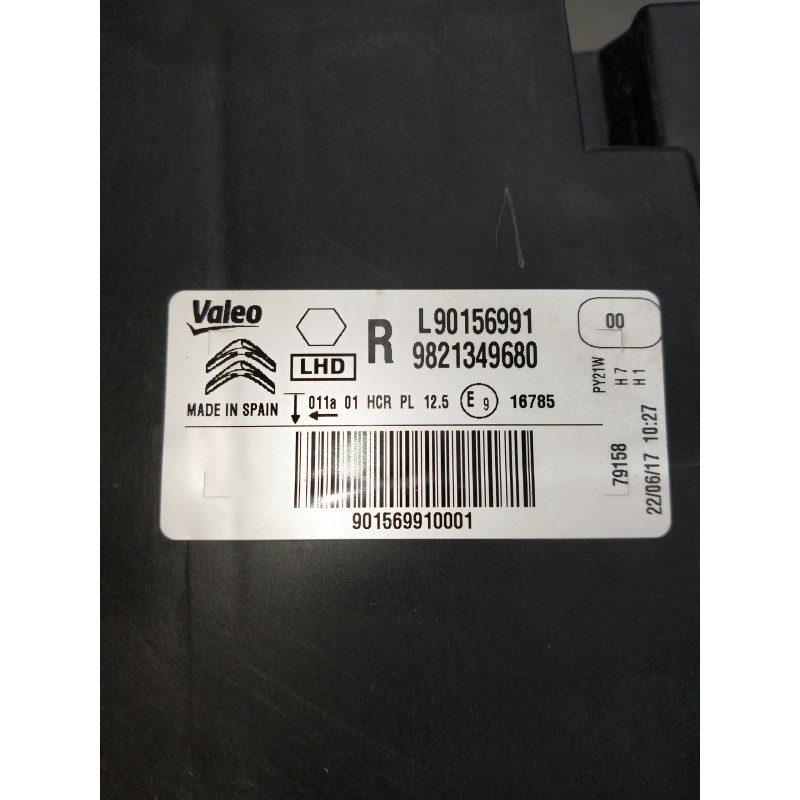 Valeo
MADE IN SPAIN
LHD
R
L90156991
9821349680
011a 01 HCR PL 12.5 E 9 16785
901569910001
00
PY21W
H7
H1
79158
22/06/17 10:27